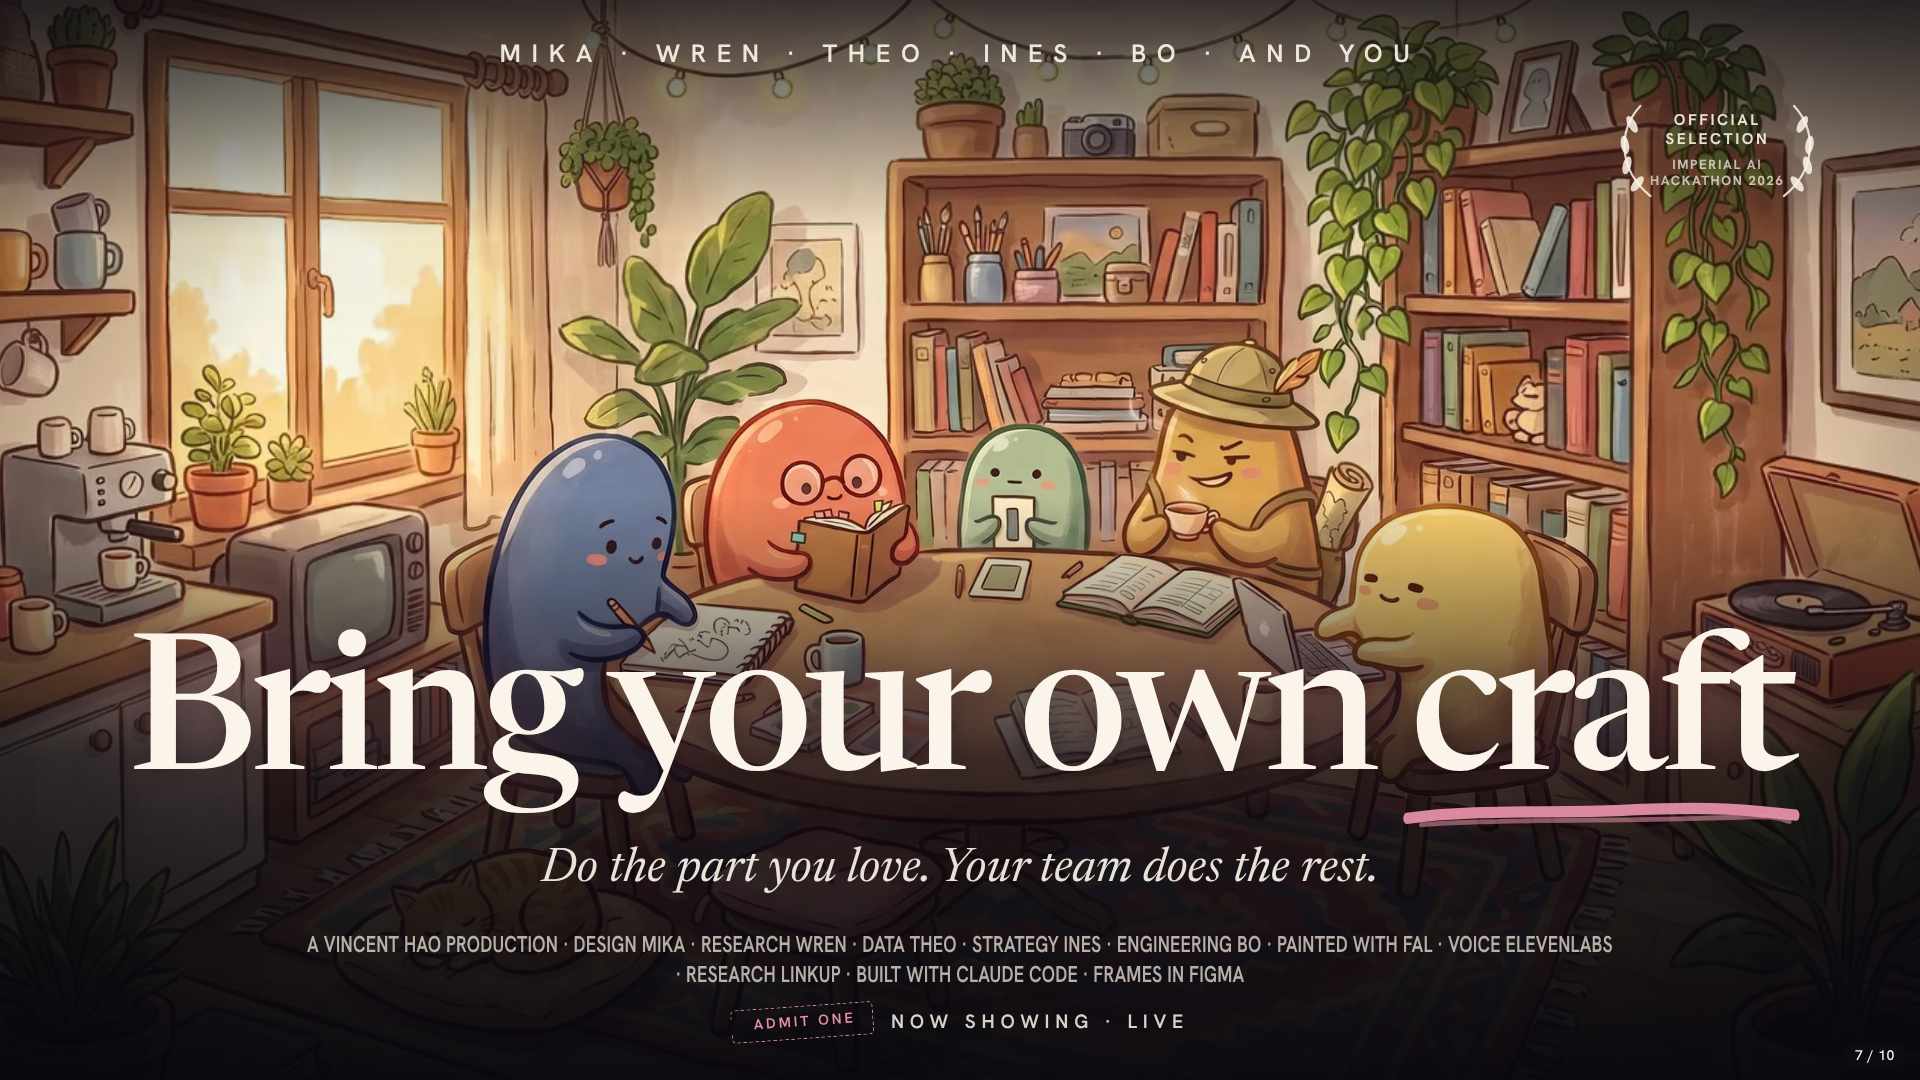 MIKA · WREN · THEO · INES · BO · AND YOU
OFFICIAL
SELECTION
IMPERIAL AI
HACKATHON 2026
Bring your own craft
Do the part you love. Your team does the rest.
A VINCENT HAO PRODUCTION · DESIGN MIKA · RESEARCH WREN · DATA THEO · STRATEGY INES · ENGINEERING BO · PAINTED WITH FAL · VOICE ELEVENLABS
· RESEARCH LINKUP · BUILT WITH CLAUDE CODE · FRAMES IN FIGMA
ADMIT ONE NOW SHOWING · LIVE
7 / 10